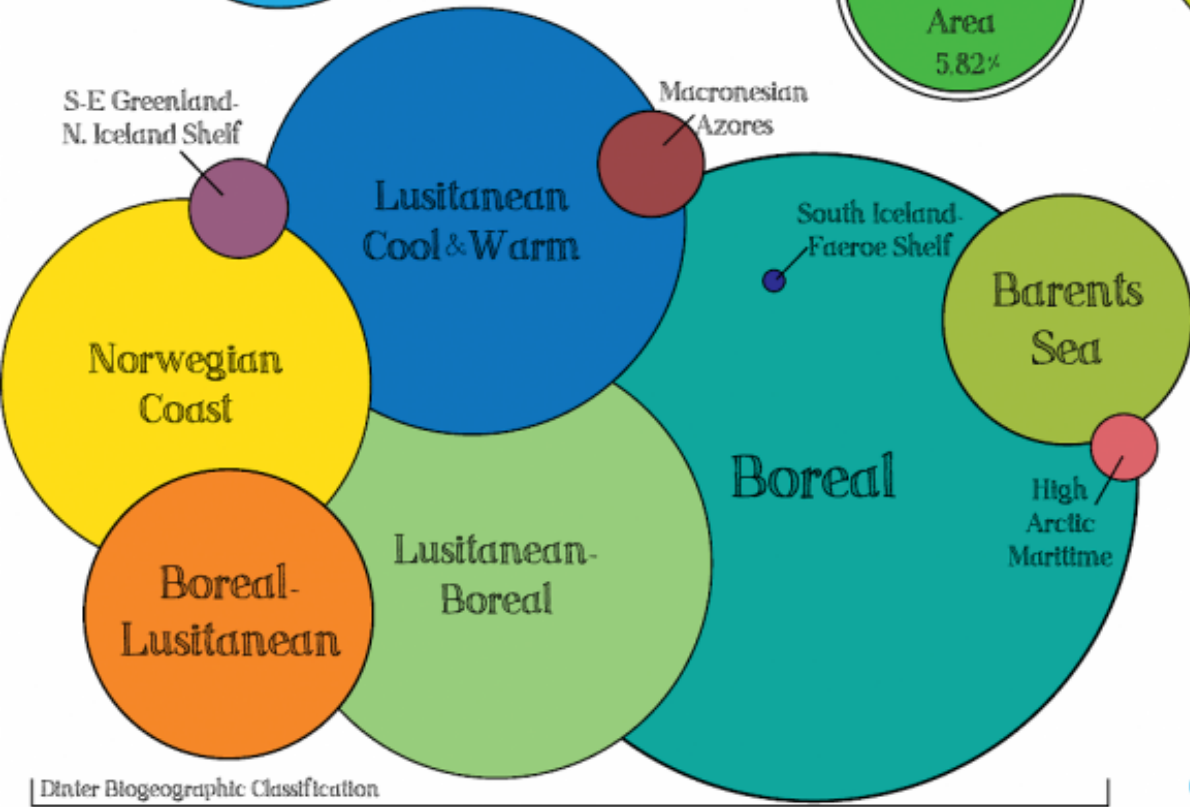 Area
5.82%
S-E Greenland-
N. Iceland Shelf
Macronesian
Azores
Lusitanean
Cool & Warm
South Iceland-
Faeroe Shelf
Barents
Sea
Norwegian
Coast
Boreal
High
Arctic
Maritime
Lusitanean-
Boreal
Boreal-
Lusitanean
Dinter Biogeographic Classification